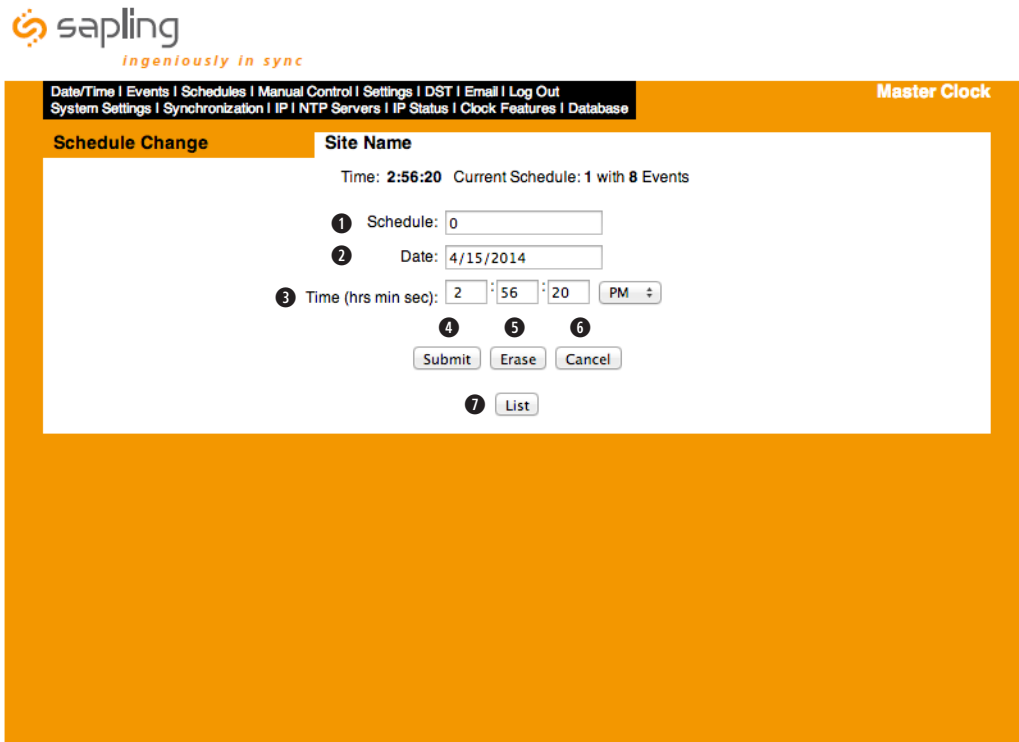 sapling
ingeniously in sync
Date/Time I Events I Schedules I Manual Control I Settings I DST I Email I Log Out
System Settings I Synchronization I IP I NTP Servers I IP Status I Clock Features I Database
Master Clock
Schedule Change
Site Name
Time: 2:56:20 Current Schedule: 1 with 8 Events
1 Schedule: 0
2 Date: 4/15/2014
3 Time (hrs min sec): 2 : 56 : 20 PM
4 5 6
Submit Erase Cancel
7 List